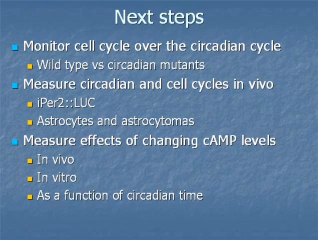 Next steps
Monitor cell cycle over the circadian cycle
Wild type vs circadian mutants
Measure circadian and cell cycles in vivo
iPer2::LUC
Astrocytes and astrocytomas
Measure effects of changing cAMP levels
In vivo
In vitro
As a function of circadian time